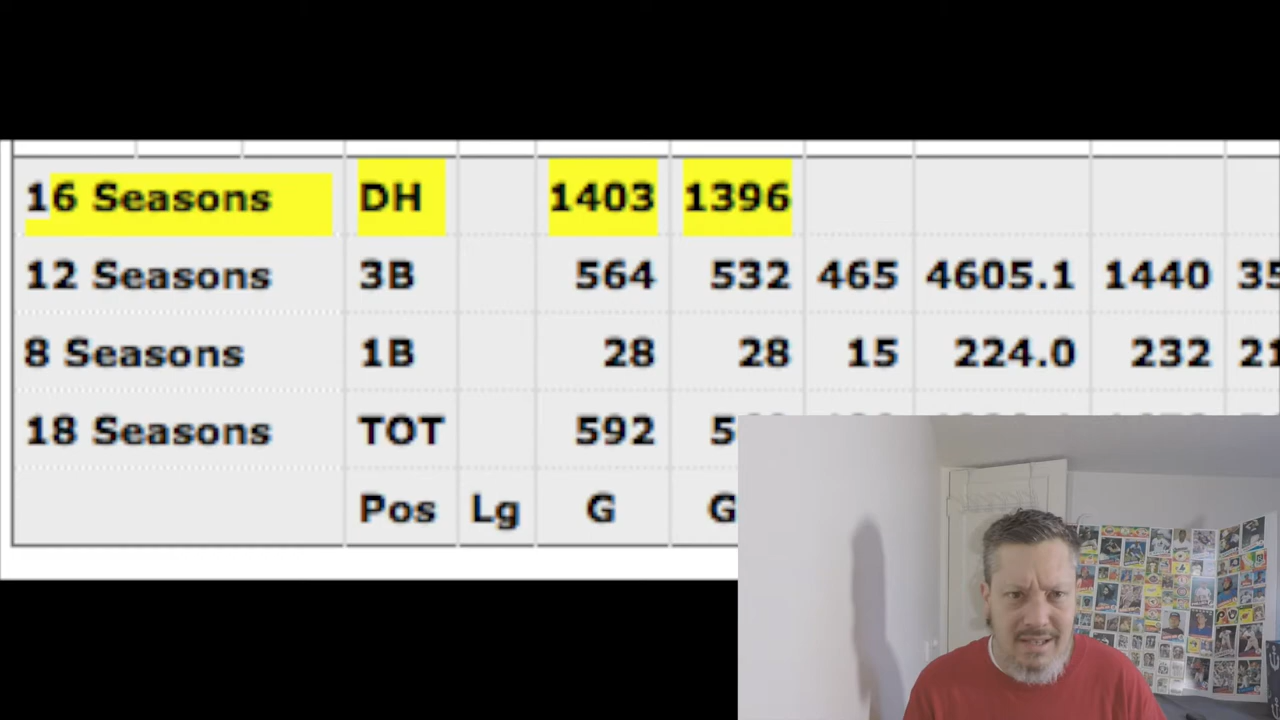 16 Seasons DH 1403 1396
12 Seasons 3B 564 532 465 4605.1 1440
8 Seasons 1B 28 28 15 224.0 232
18 Seasons TOT 592
Pos Lg G